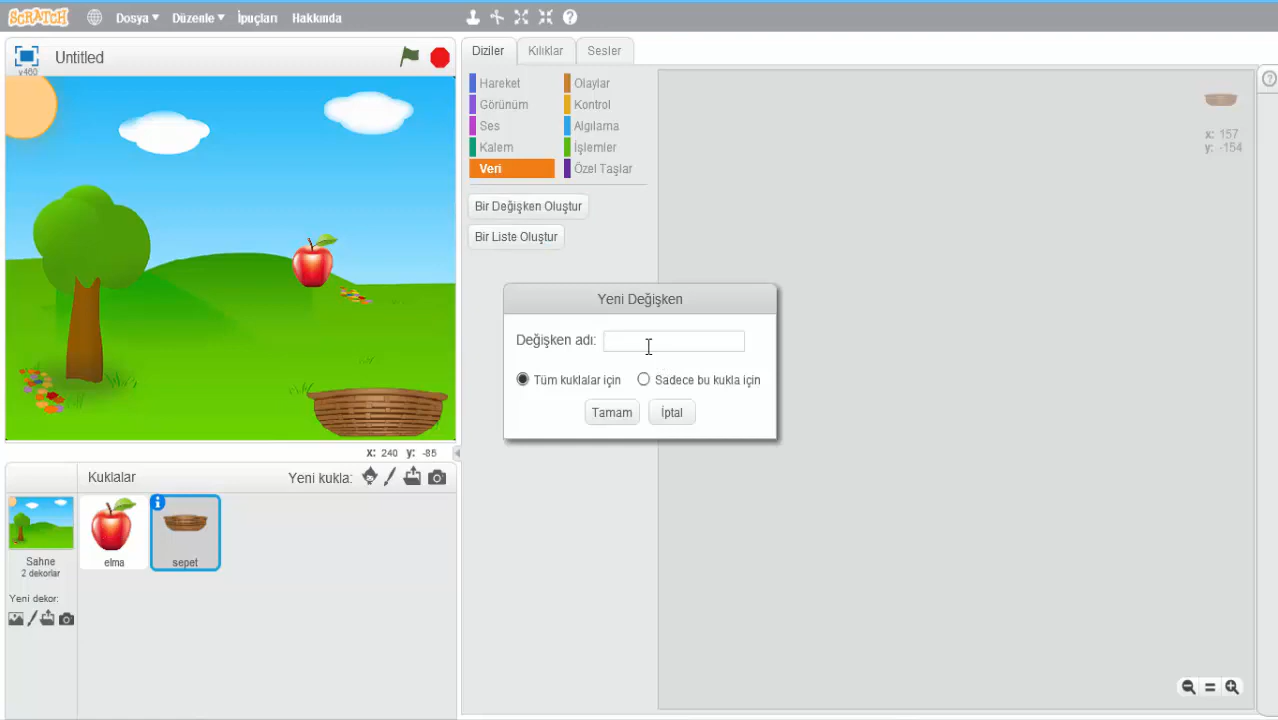 SCRATCH Dosya Düzenle İpuçları Hakkında
Untitled
v460
Diziler Kılıklar Sesler
Hareket Olaylar
Görünüm Kontrol
Ses Algılama
Kalem İşlemler
Veri Özel Taşlar
Bir Değişken Oluştur
Bir Liste Oluştur
x: 157
y: -154
Yeni Değişken
Değişken adı:
Tüm kuklalar için Sadece bu kukla için
Tamam İptal
x: 240 y: -85
Kuklalar Yeni kukla:
Sahne
2 dekorlar
elma
sepet
Yeni dekor: